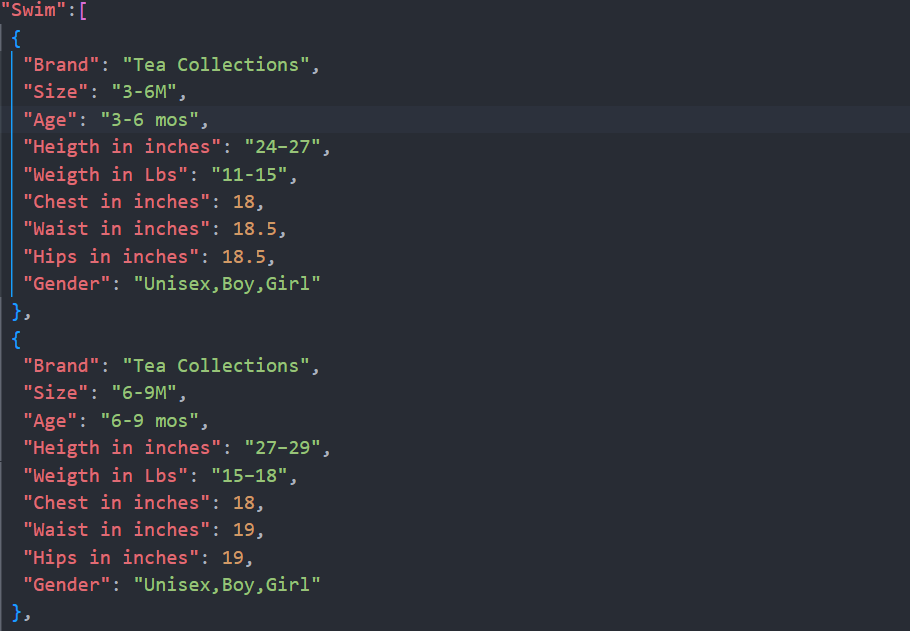 "Swim":[
{
"Brand": "Tea Collections",
"Size": "3-6M",
"Age": "3-6 mos",
"Heigth in inches": "24–27",
"Weigth in Lbs": "11-15",
"Chest in inches": 18,
"Waist in inches": 18.5,
"Hips in inches": 18.5,
"Gender": "Unisex,Boy,Girl"
},
{
"Brand": "Tea Collections",
"Size": "6-9M",
"Age": "6-9 mos",
"Heigth in inches": "27–29",
"Weigth in Lbs": "15–18",
"Chest in inches": 18,
"Waist in inches": 19,
"Hips in inches": 19,
"Gender": "Unisex,Boy,Girl"
},